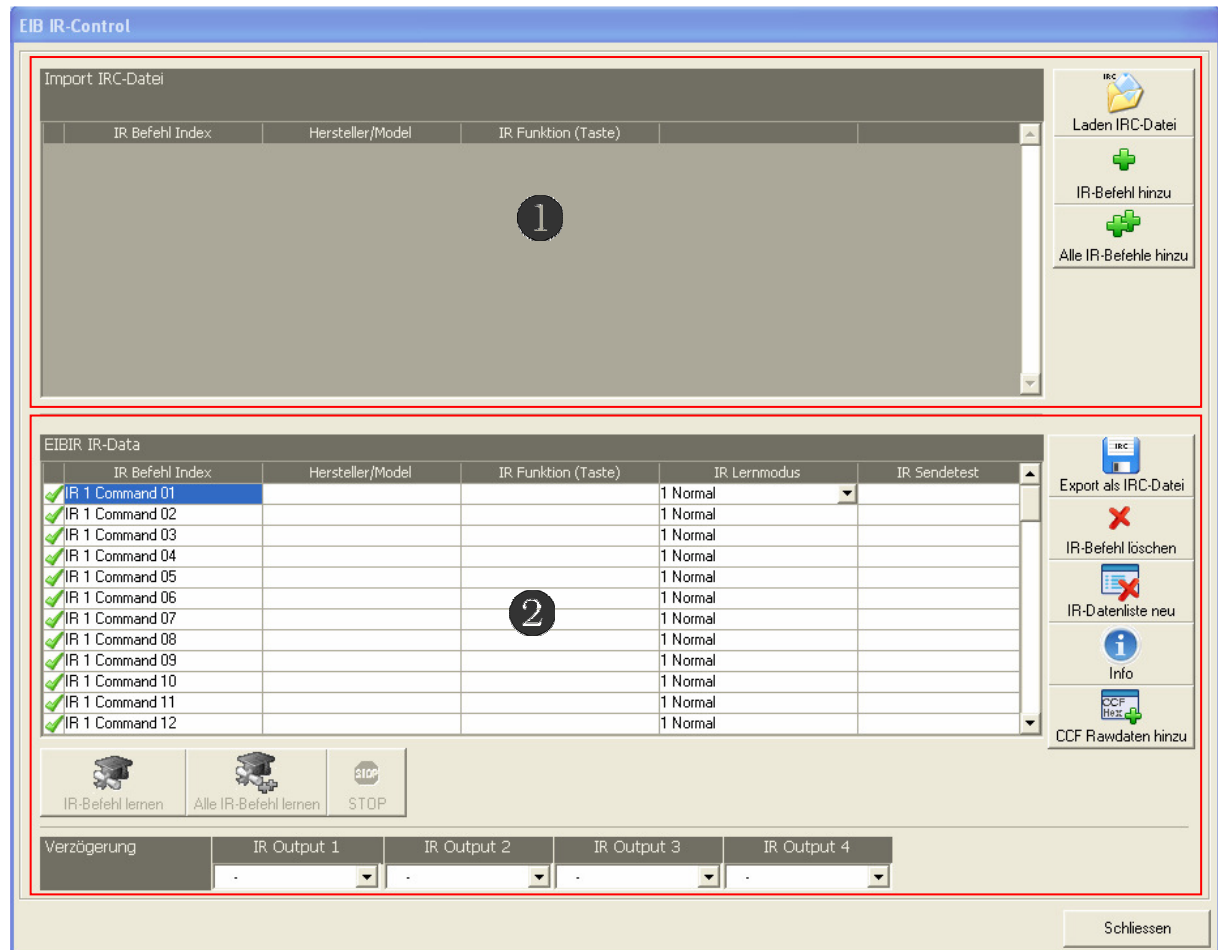 EIB IR-Control
Import IRC-Datei
IR Befehl Index Hersteller/Model IR Funktion (Taste)
1
IRC
Laden IRC-Datei
IR-Befehl hinzu
Alle IR-Befehle hinzu
EIBIR IR-Data
IR Befehl Index Hersteller/Model IR Funktion (Taste) IR Lernmodus IR Sendetest
IR 1 Command 01 1 Normal
IR 1 Command 02 1 Normal
IR 1 Command 03 1 Normal
IR 1 Command 04 1 Normal
IR 1 Command 05 1 Normal
IR 1 Command 06 1 Normal
IR 1 Command 07 1 Normal
IR 1 Command 08 1 Normal
IR 1 Command 09 1 Normal
IR 1 Command 10 1 Normal
IR 1 Command 11 1 Normal
IR 1 Command 12 1 Normal
2
IRC
Export als IRC-Datei
IR-Befehl löschen
IR-Datenliste neu
Info
CCF
Hex
CCF Rawdaten hinzu
IR-Befehl lernen
Alle IR-Befehl lernen
STOP
STOP
Verzögerung IR Output 1 IR Output 2 IR Output 3 IR Output 4
- - - -
Schliessen